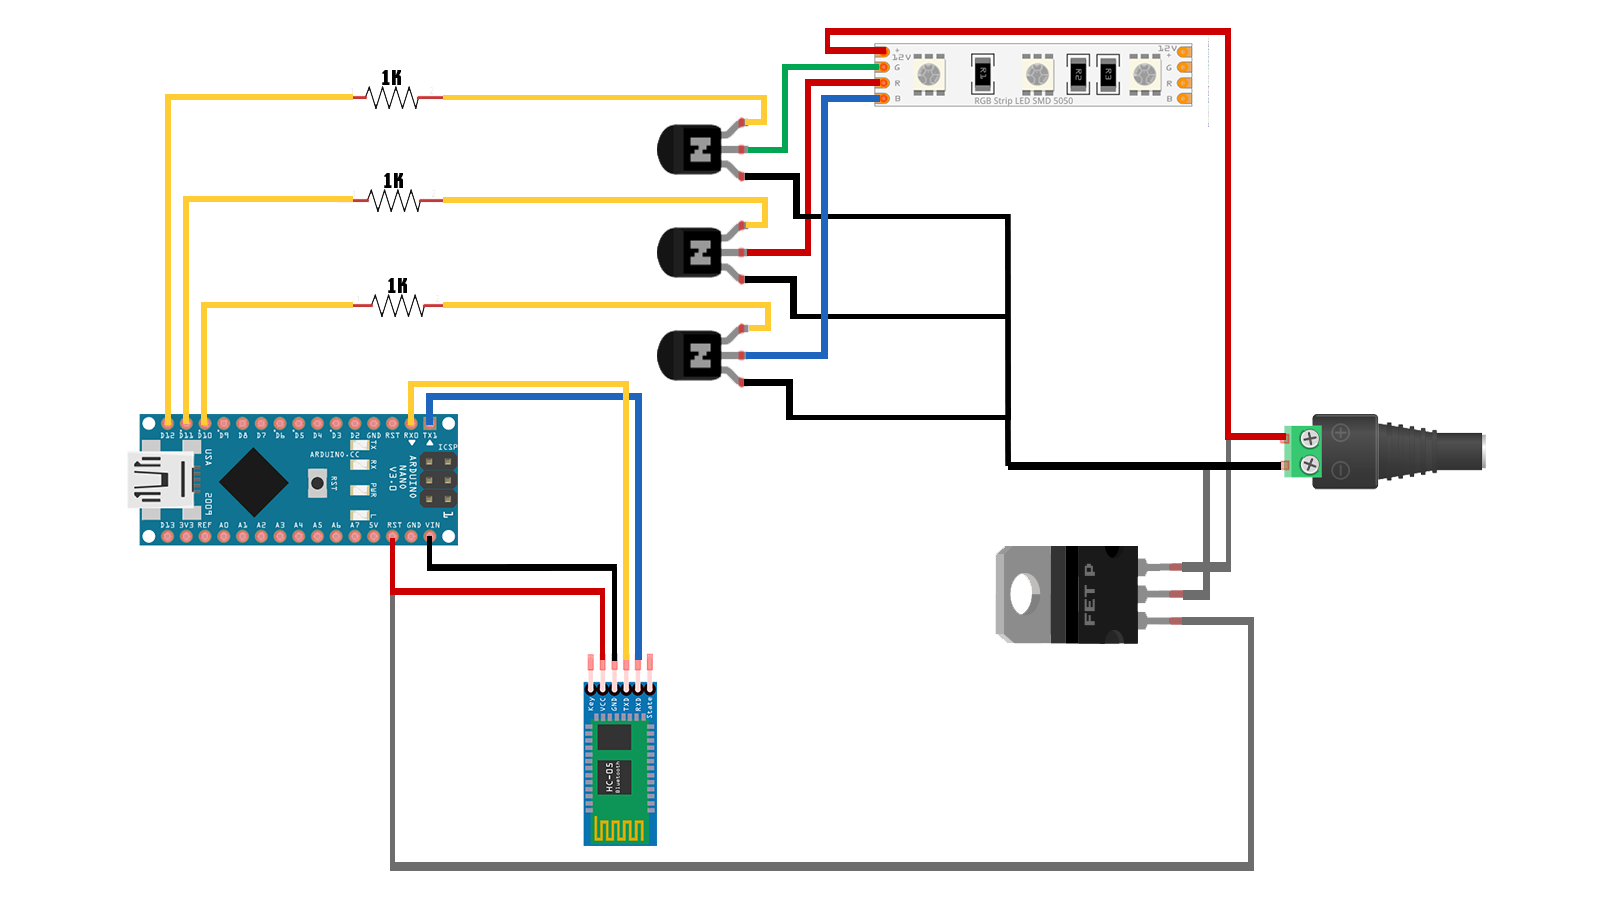 1K
1K
1K
+
12V
G
R
B
R1
R2
R3
12V
+
G
R
B
RGB Strip LED SMD 5050
N
N
N
D12 D11 D10 D9 D8 D7 D6 D5 D4 D3 D2 GND RST RX0 TX1
TX
RX
PWR
L
ICSP
1
USA
2009
ARDUINO.CC
RST
ARDUINO
NANO
V3.0
D13 3V3 REF A0 A1 A2 A3 A4 A5 A6 A7 5V RST GND VIN
FET P
Key
VCC
GND
TXD
RXD
State
HC-05
Bluetooth